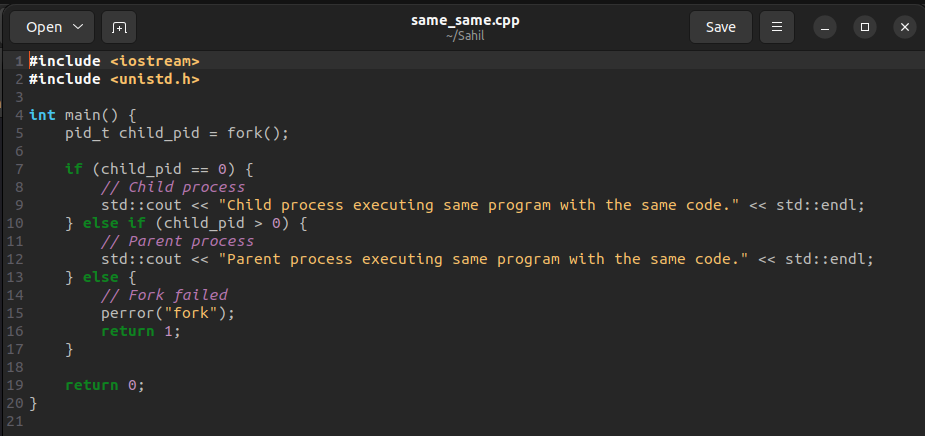 Open
same_same.cpp
~/Sahil
Save
1 #include <iostream>
2 #include <unistd.h>
3
4 int main() {
5     pid_t child_pid = fork();
6
7     if (child_pid == 0) {
8         // Child process
9         std::cout << "Child process executing same program with the same code." << std::endl;
10     } else if (child_pid > 0) {
11         // Parent process
12         std::cout << "Parent process executing same program with the same code." << std::endl;
13     } else {
14         // Fork failed
15         perror("fork");
16         return 1;
17     }
18
19     return 0;
20 }
21